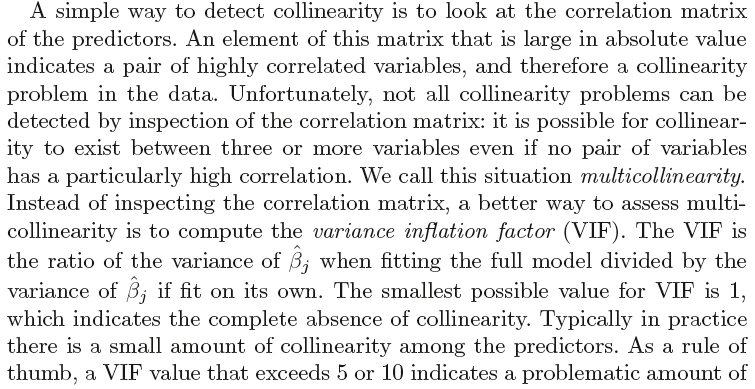 A simple way to detect collinearity is to look at the correlation matrix
of the predictors. An element of this matrix that is large in absolute value
indicates a pair of highly correlated variables, and therefore a collinearity
problem in the data. Unfortunately, not all collinearity problems can be
detected by inspection of the correlation matrix: it is possible for collinear-
ity to exist between three or more variables even if no pair of variables
has a particularly high correlation. We call this situation multicollinearity.
Instead of inspecting the correlation matrix, a better way to assess multi-
collinearity is to compute the variance inflation factor (VIF). The VIF is
the ratio of the variance of β̂ⱼ when fitting the full model divided by the
variance of β̂ⱼ if fit on its own. The smallest possible value for VIF is 1,
which indicates the complete absence of collinearity. Typically in practice
there is a small amount of collinearity among the predictors. As a rule of
thumb, a VIF value that exceeds 5 or 10 indicates a problematic amount of